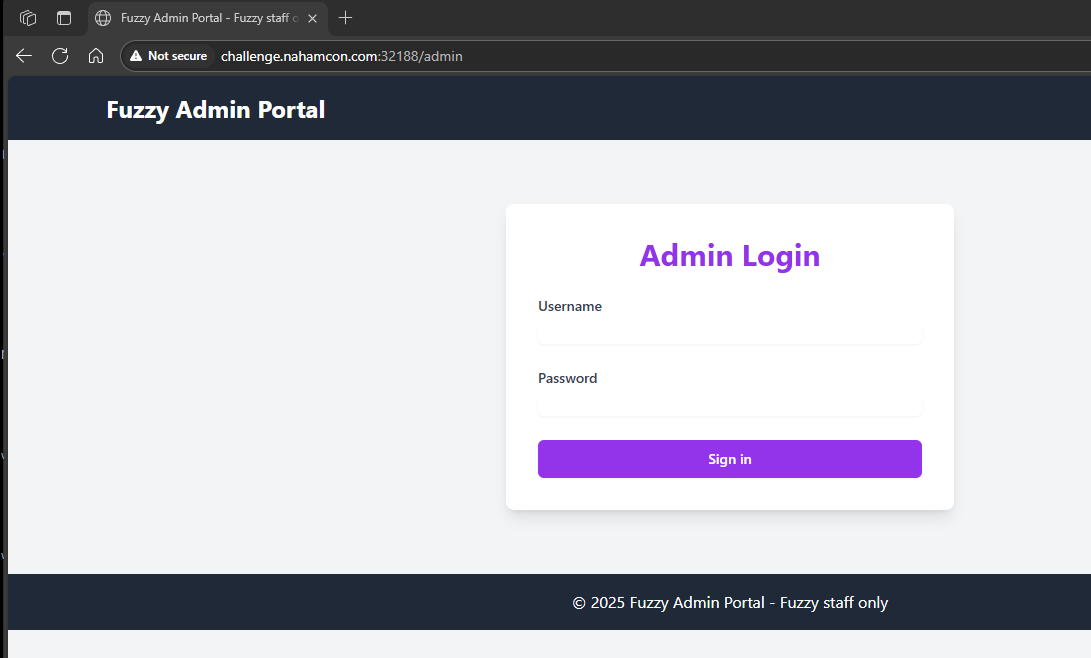 Fuzzy Admin Portal - Fuzzy staff
Not secure
challenge.nahamcon.com:32188/admin
Fuzzy Admin Portal
Admin Login
Username
Password
Sign in
© 2025 Fuzzy Admin Portal - Fuzzy staff only